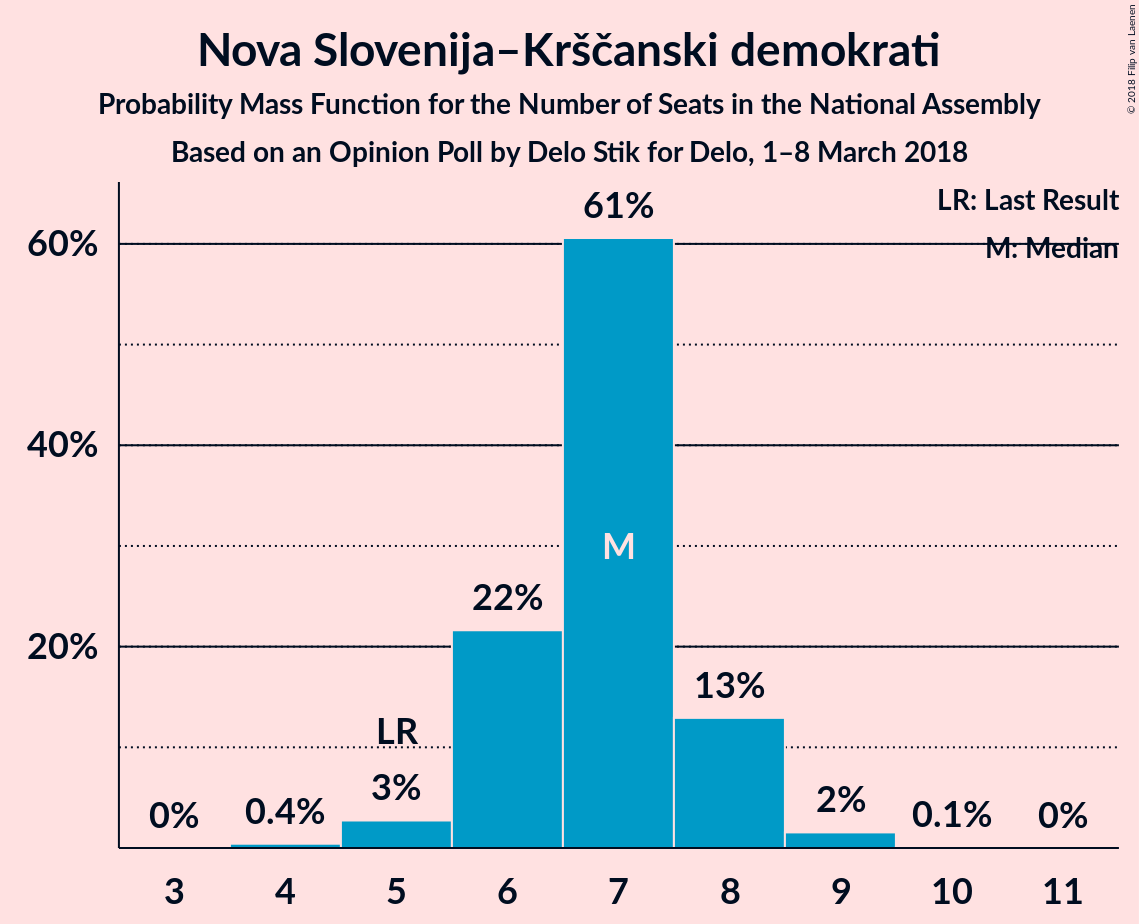 Nova Slovenija–Krščanski demokrati
Probability Mass Function for the Number of Seats in the National Assembly
Based on an Opinion Poll by Delo Stik for Delo, 1–8 March 2018
© 2018 Filip van Laenen
LR: Last Result
M: Median
60%
40%
20%
0%
0.4%
LR
3%
22%
61%
M
13%
2%
0.1%
0%
3 4 5 6 7 8 9 10 11